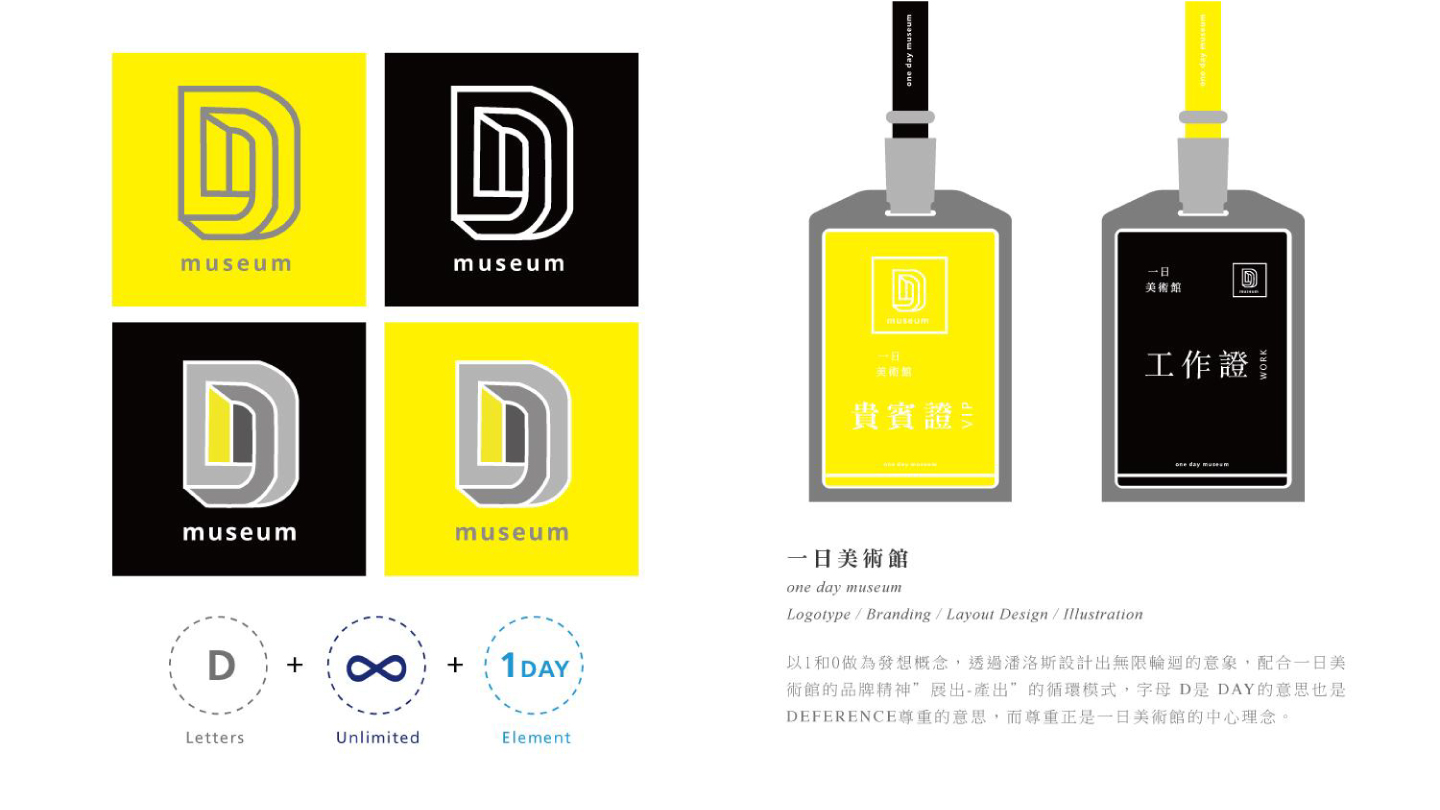 museum
museum
museum
museum
D
+
∞
+
1DAY
Letters
Unlimited
Element
one day museum
museum
一日
美術館
貴賓證 VIP
one day museum
one day museum
一日
美術館
museum
工作證 WORK
one day museum
一日美術館
one day museum
Logotype / Branding / Layout Design / Illustration
以1和0做為發想概念，透過潘洛斯設計出無限輪迴的意象，配合一日美
術館的品牌精神”展出-產出”的循環模式，字母 D是 DAY的意思也是
DEFERENCE尊重的意思，而尊重正是一日美術館的中心理念。